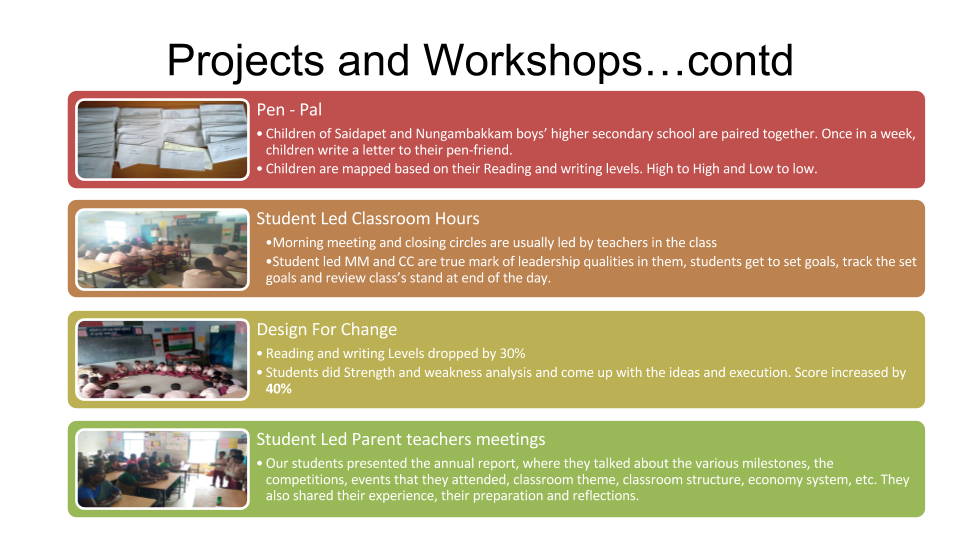 Projects and Workshops…contd
Pen - Pal
• Children of Saidapet and Nungambakkam boys’ higher secondary school are paired together. Once in a week,
children write a letter to their pen-friend.
• Children are mapped based on their Reading and writing levels. High to High and Low to low.
Student Led Classroom Hours
•Morning meeting and closing circles are usually led by teachers in the class
•Student led MM and CC are true mark of leadership qualities in them, students get to set goals, track the set
goals and review class’s stand at end of the day.
Design For Change
• Reading and writing Levels dropped by 30%
• Students did Strength and weakness analysis and come up with the ideas and execution. Score increased by
40%
Student Led Parent teachers meetings
• Our students presented the annual report, where they talked about the various milestones, the
competitions, events that they attended, classroom theme, classroom structure, economy system, etc. They
also shared their experience, their preparation and reflections.